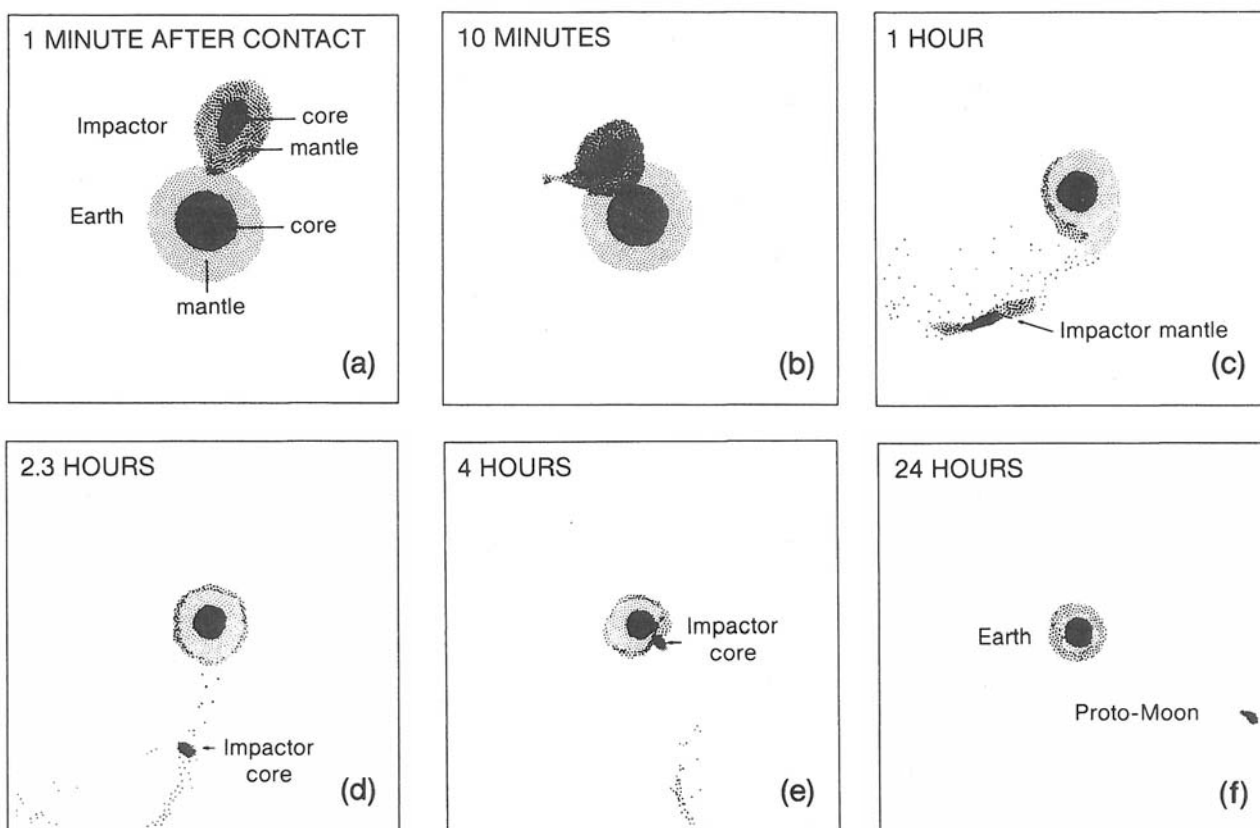 1 MINUTE AFTER CONTACT
Impactor
core
mantle
Earth
core
mantle
(a)
10 MINUTES
(b)
1 HOUR
Impactor mantle
(c)
2.3 HOURS
Impactor
core
(d)
4 HOURS
Impactor
core
(e)
24 HOURS
Earth
Proto-Moon
(f)